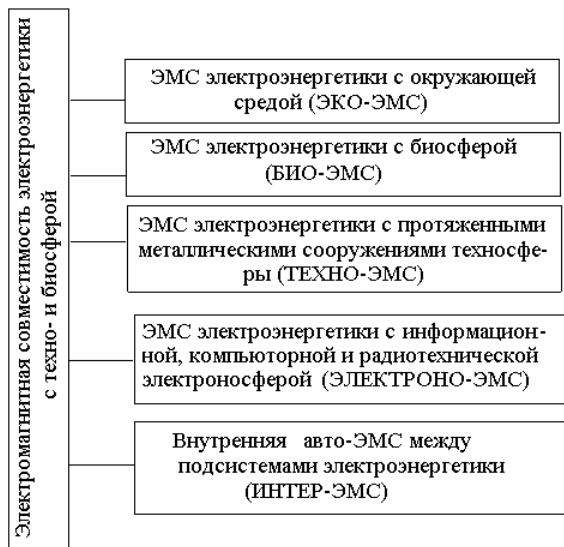 Электромагнитная совместимость электроэнергетики
с техно- и биосферой
ЭМС электроэнергетики с окружающей
средой (ЭКО-ЭМС)
ЭМС электроэнергетики с биосферой
(БИО-ЭМС)
ЭМС электроэнергетики с протяженными
металлическими сооружениями техносфе-
ры (ТЕХНО-ЭМС)
ЭМС электроэнергетики с информацион-
ной, компьюторной и радиотехнической
электроносферой (ЭЛЕКТРОНО-ЭМС)
Внутренняя авто-ЭМС между
подсистемами электроэнергетики
(ИНТЕР-ЭМС)